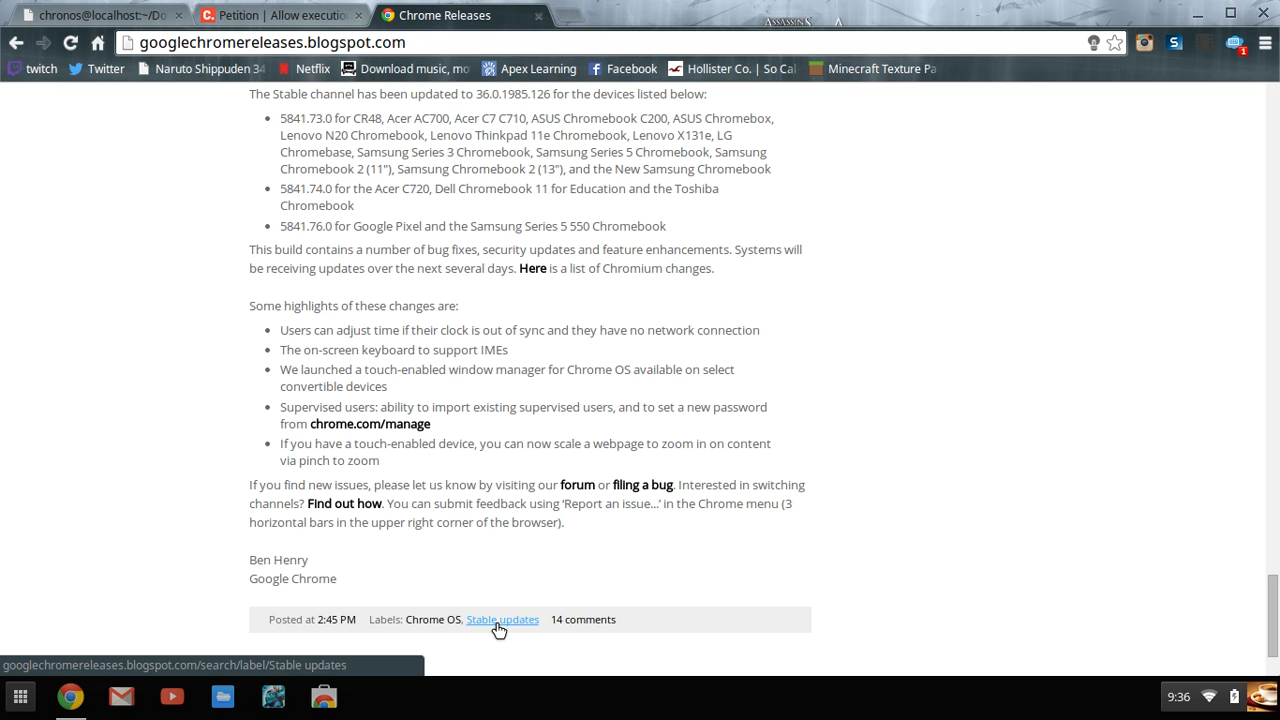 chronos@localhost:~/Do
Petition | Allow executio
Chrome Releases
ASSASSINS
googlechromereleases.blogspot.com
S
1
twitch
Twitter
Naruto Shippuden 34
Netflix
Download music, mo
Apex Learning
Facebook
Hollister Co. | So Cal
Minecraft Texture Pa
The Stable channel has been updated to 36.0.1985.126 for the devices listed below:
5841.73.0 for CR48, Acer AC700, Acer C7 C710, ASUS Chromebook C200, ASUS Chromebox,
Lenovo N20 Chromebook, Lenovo Thinkpad 11e Chromebook, Lenovo X131e, LG
Chromebase, Samsung Series 3 Chromebook, Samsung Series 5 Chromebook, Samsung
Chromebook 2 (11"), Samsung Chromebook 2 (13"), and the New Samsung Chromebook
5841.74.0 for the Acer C720, Dell Chromebook 11 for Education and the Toshiba
Chromebook
5841.76.0 for Google Pixel and the Samsung Series 5 550 Chromebook
This build contains a number of bug fixes, security updates and feature enhancements. Systems will
be receiving updates over the next several days. Here is a list of Chromium changes.
Some highlights of these changes are:
Users can adjust time if their clock is out of sync and they have no network connection
The on-screen keyboard to support IMEs
We launched a touch-enabled window manager for Chrome OS available on select
convertible devices
Supervised users: ability to import existing supervised users, and to set a new password
from chrome.com/manage
If you have a touch-enabled device, you can now scale a webpage to zoom in on content
via pinch to zoom
If you find new issues, please let us know by visiting our forum or filing a bug. Interested in switching
channels? Find out how. You can submit feedback using ‘Report an issue...’ in the Chrome menu (3
horizontal bars in the upper right corner of the browser).
Ben Henry
Google Chrome
Posted at 2:45 PM Labels: Chrome OS, Stable updates 14 comments
googlechromereleases.blogspot.com/search/label/Stable updates
9:36